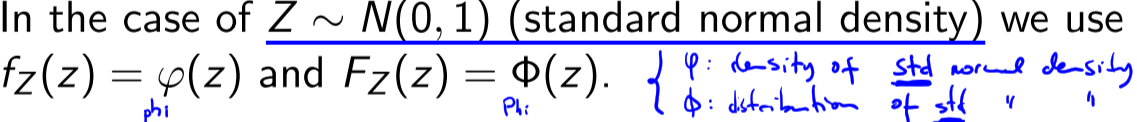 In the case of Z ∼ N(0, 1) (standard normal density) we use
f_Z(z) = φ(z) and F_Z(z) = Φ(z). { φ: density of std normal density
phi Phi Φ: distribution of std " "